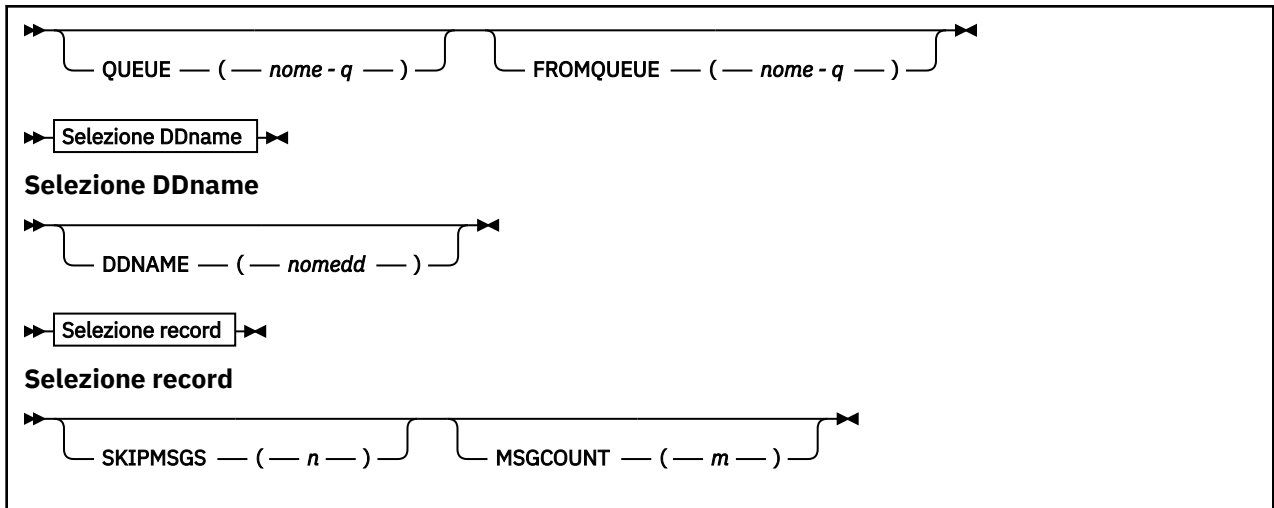 QUEUE ( nome - q ) FROMQUEUE ( nome - q )
Selezione DDname
Selezione DDname
DDNAME ( nomedd )
Selezione record
Selezione record
SKIPMSGS ( n ) MSGCOUNT ( m )